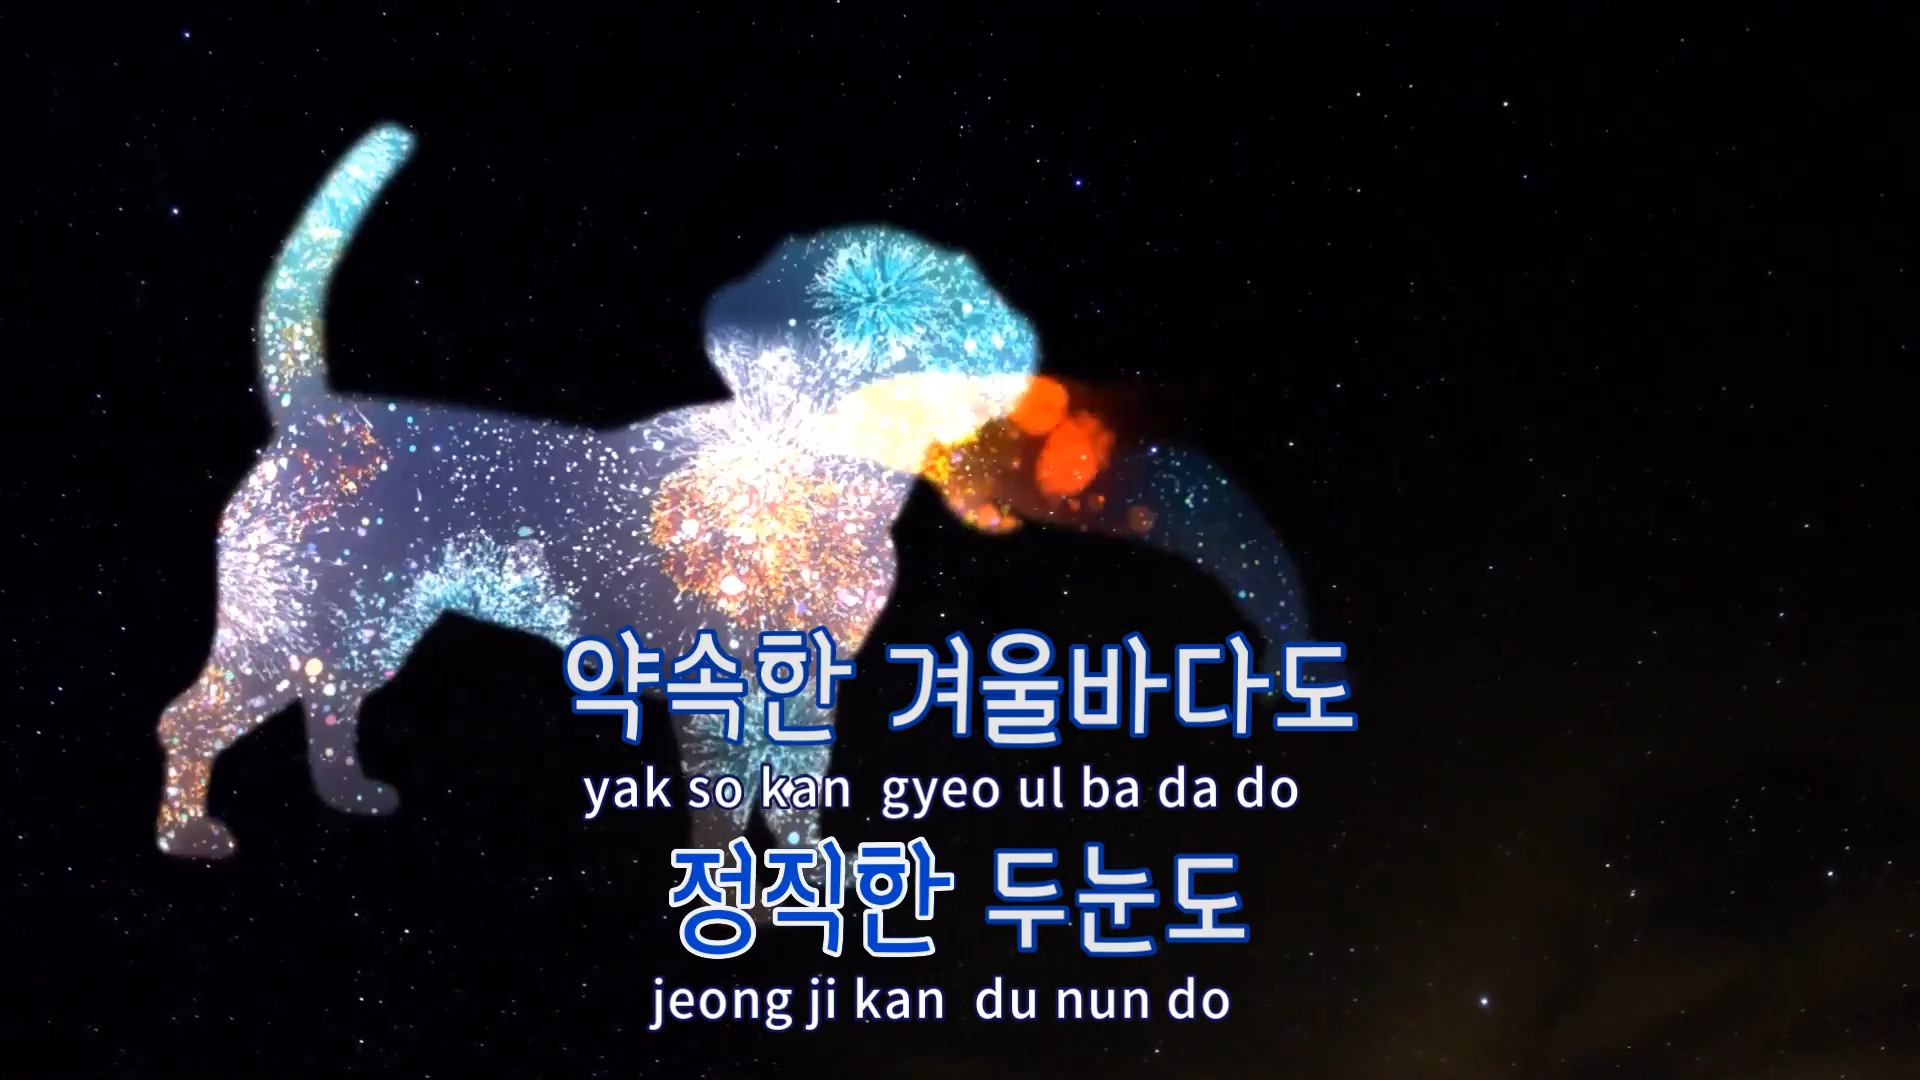 약속한 겨울바다도
yak so kan gyeo ul ba da do
정직한 두눈도
jeong ji kan du nun do